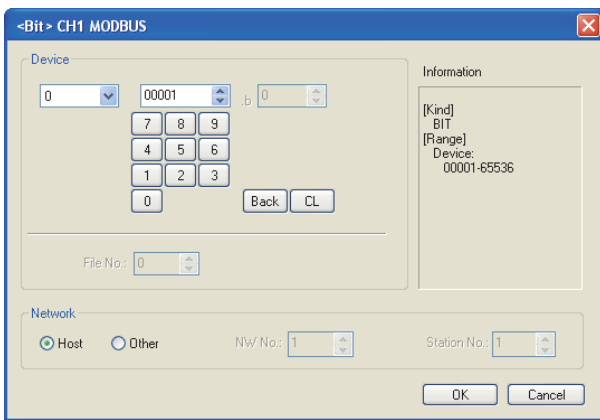 <Bit> CH1 MODBUS
Device
0 00001 .b 0
7 8 9
4 5 6
1 2 3
0 Back CL
File No.: 0
Information
[Kind]
BIT
[Range]
Device:
00001-65536
Network
Host Other NW No.: 1 Station No.: 1
OK Cancel